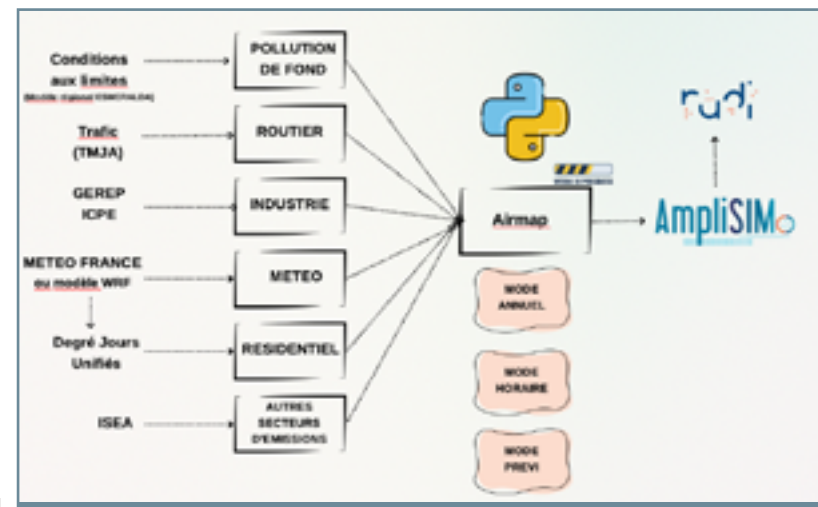 Conditions
aux limites
POLLUTION
DE FOND
Trafic
(TMJA)
ROUTIER
GEREP
ICPE
INDUSTRIE
METEO FRANCE
ou modèle WRF
METEO
Degré Jours
Unifiés
RESIDENTIEL
ISEA
AUTRES
SECTEURS
D'EMISSIONS
Airmap
MODE
ANNUEL
MODE
HORAIRE
MODE
PREVI
rudi
AmpliSIM